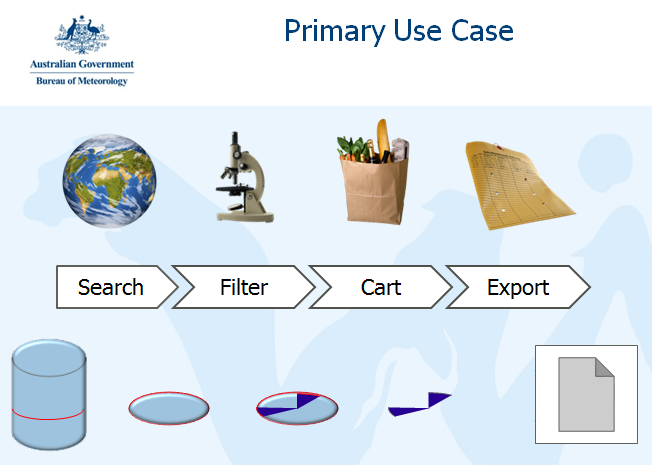 Primary Use Case
Australian Government
Bureau of Meteorology
Search
Filter
Cart
Export